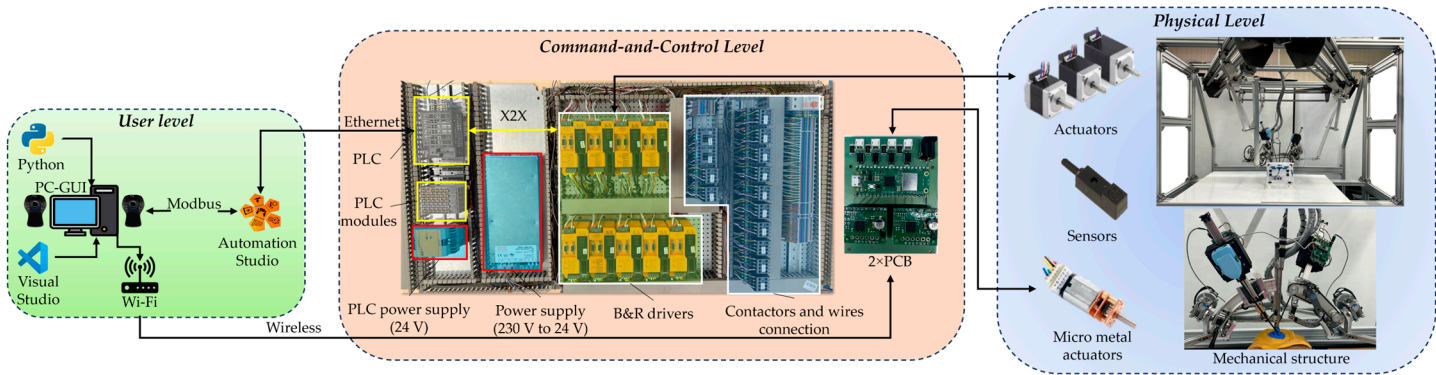 User level
Python
PC-GUI
Modbus
Automation
Studio
Visual
Studio
Wi-Fi
Wireless
Command-and-Control Level
Ethernet
X2X
PLC
PLC
modules
PLC power supply
(24 V)
Power supply
(230 V to 24 V)
B&R drivers
Contactors and wires
connection
2×PCB
Physical Level
Actuators
Sensors
Micro metal
actuators
Mechanical structure